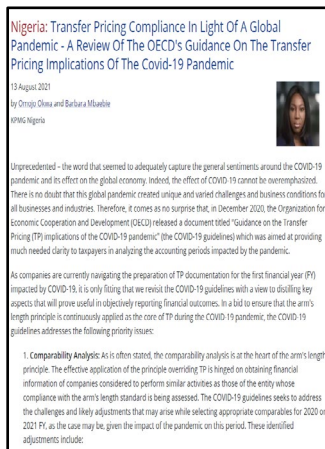 Nigeria: Transfer Pricing Compliance In Light Of A Global
Pandemic - A Review Of The OECD's Guidance On The Transfer
Pricing Implications Of The Covid-19 Pandemic
13 August 2021
by Omojo Okwa and Barbara Mbaebie
KPMG Nigeria
Unprecedented – the word that seemed to adequately capture the general sentiments around the COVID-19
pandemic and its effect on the global economy. Indeed, the effect of COVID-19 cannot be overemphasized.
There is no doubt that this global pandemic created unique and varied challenges and business conditions for
all businesses and industries. Therefore, it comes as no surprise that, in December 2020, the Organization for
Economic Cooperation and Development (OECD) released a document titled "Guidance on the Transfer
Pricing (TP) implications of the COVID-19 pandemic" (the COVID-19 guidelines) which was aimed at providing
much needed clarity to taxpayers in analyzing the accounting periods impacted by the pandemic.
As companies are currently navigating the preparation of TP documentation for the first financial year (FY)
impacted by COVID-19, it is only fitting that we revisit the COVID-19 guidelines with a view to distilling key
aspects that will prove useful in objectively reporting financial outcomes. In a bid to ensure that the arm's
length principle is continuously applied as the core of TP during the COVID-19 pandemic, the COVID-19
guidelines addresses the following priority issues:
1. Comparability Analysis: As is often stated, the comparability analysis is at the heart of the arm's length
principle. The effective application of the principle overriding TP is hinged on obtaining financial
information of companies considered to perform similar activities as those of the entity whose
compliance with the arm's length standard is being assessed. The COVID-19 guidelines seeks to address
the challenges and likely adjustments that may arise while selecting appropriate comparables for 2020 or
2021 FY, as the case may be, given the impact of the pandemic on this period. These identified
adjustments include: